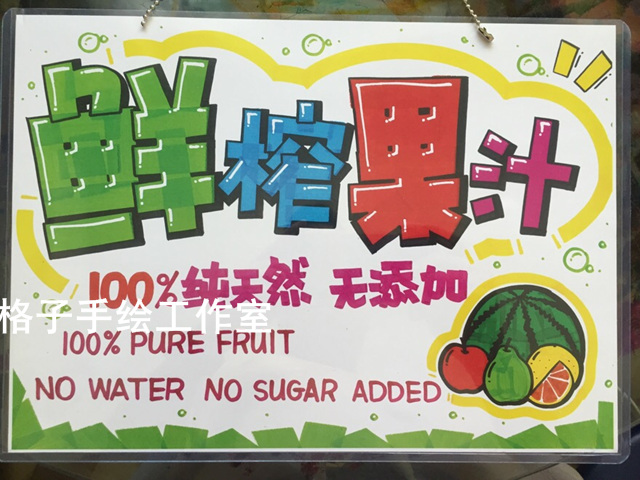 鲜榨果汁
100%纯天然 无添加
格子手绘工作室
100% PURE FRUIT
NO WATER NO SUGAR ADDED